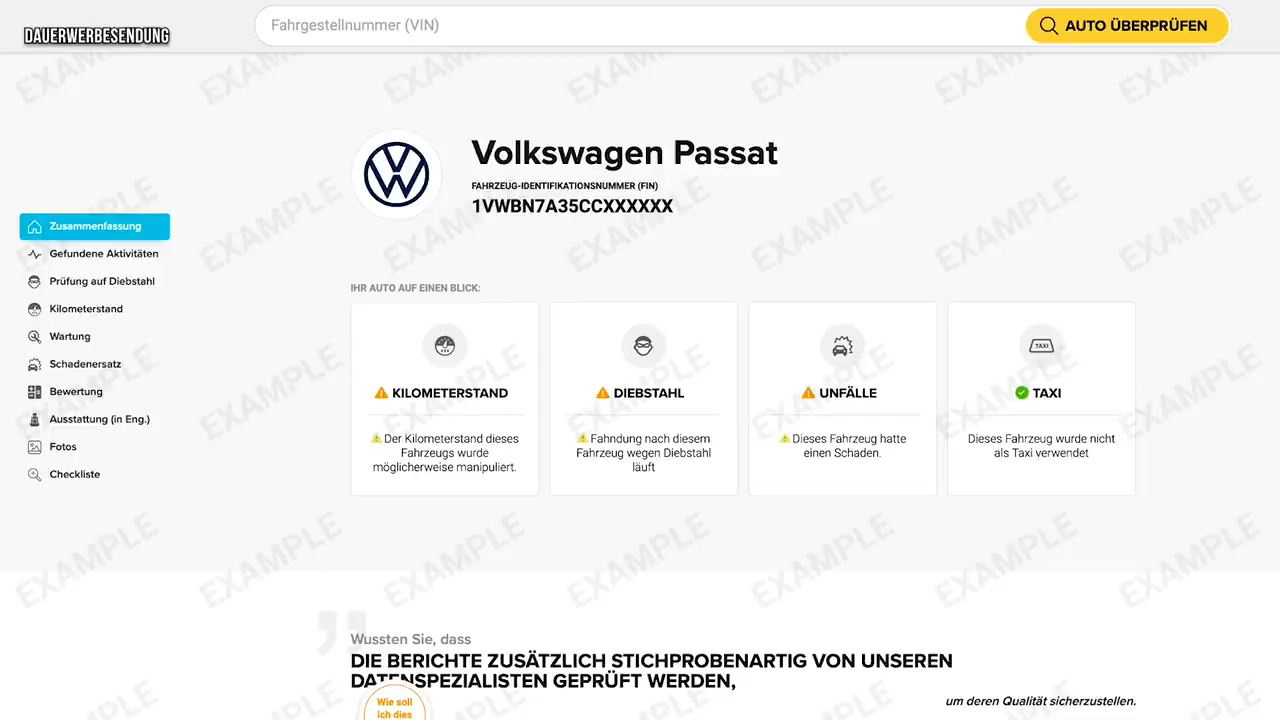 DAUERWERBESENDUNG
Fahrgestellnummer (VIN)
AUTO ÜBERPRÜFEN
Volkswagen Passat
FAHRZEUG-IDENTIFIKATIONSNUMMER (FIN)
1VWBN7A35CCXXXXXX
Zusammenfassung
Gefundene Aktivitäten
Prüfung auf Diebstahl
Kilometerstand
Wartung
Schadenersatz
Bewertung
Ausstattung (in Eng.)
Fotos
Checkliste
IHR AUTO AUF EINEN BLICK:
KILOMETERSTAND
Der Kilometerstand dieses
Fahrzeugs wurde
möglicherweise manipuliert.
DIEBSTAHL
Fahndung nach diesem
Fahrzeug wegen Diebstahl
läuft
UNFÄLLE
Dieses Fahrzeug hatte
einen Schaden.
TAXI
TAXI
Dieses Fahrzeug wurde nicht
als Taxi verwendet
Wussten Sie, dass
DIE BERICHTE ZUSÄTZLICH STICHPROBENARTIG VON UNSEREN
DATENSPEZIALISTEN GEPRÜFT WERDEN,
um deren Qualität sicherzustellen.
Wie soll
ich dies
EXAMPLE